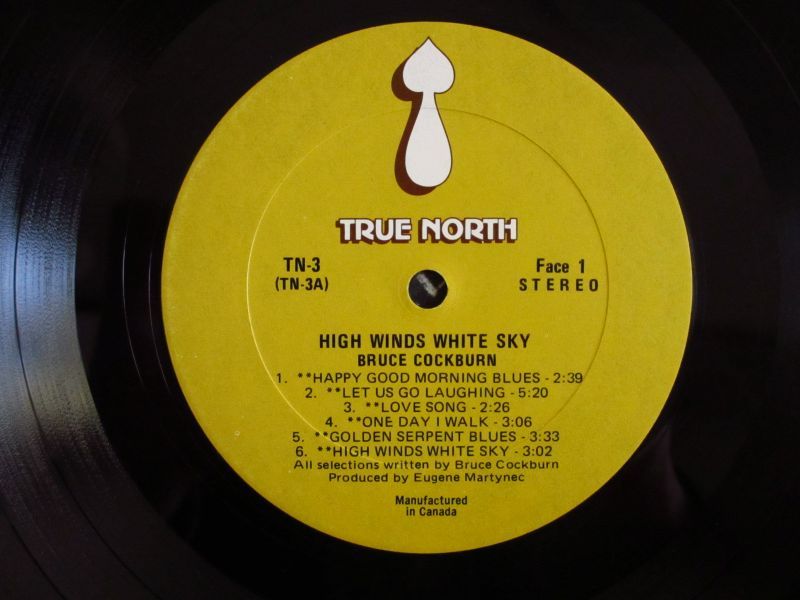 TRUE NORTH
TN-3
(TN-3A)
Face 1
STEREO
HIGH WINDS WHITE SKY
BRUCE COCKBURN
1. **HAPPY GOOD MORNING BLUES - 2:39
2. **LET US GO LAUGHING - 5:20
3. **LOVE SONG - 2:26
4. **ONE DAY I WALK - 3:06
5. **GOLDEN SERPENT BLUES - 3:33
6. **HIGH WINDS WHITE SKY - 3:02
All selections written by Bruce Cockburn
Produced by Eugene Martynec
Manufactured
in Canada